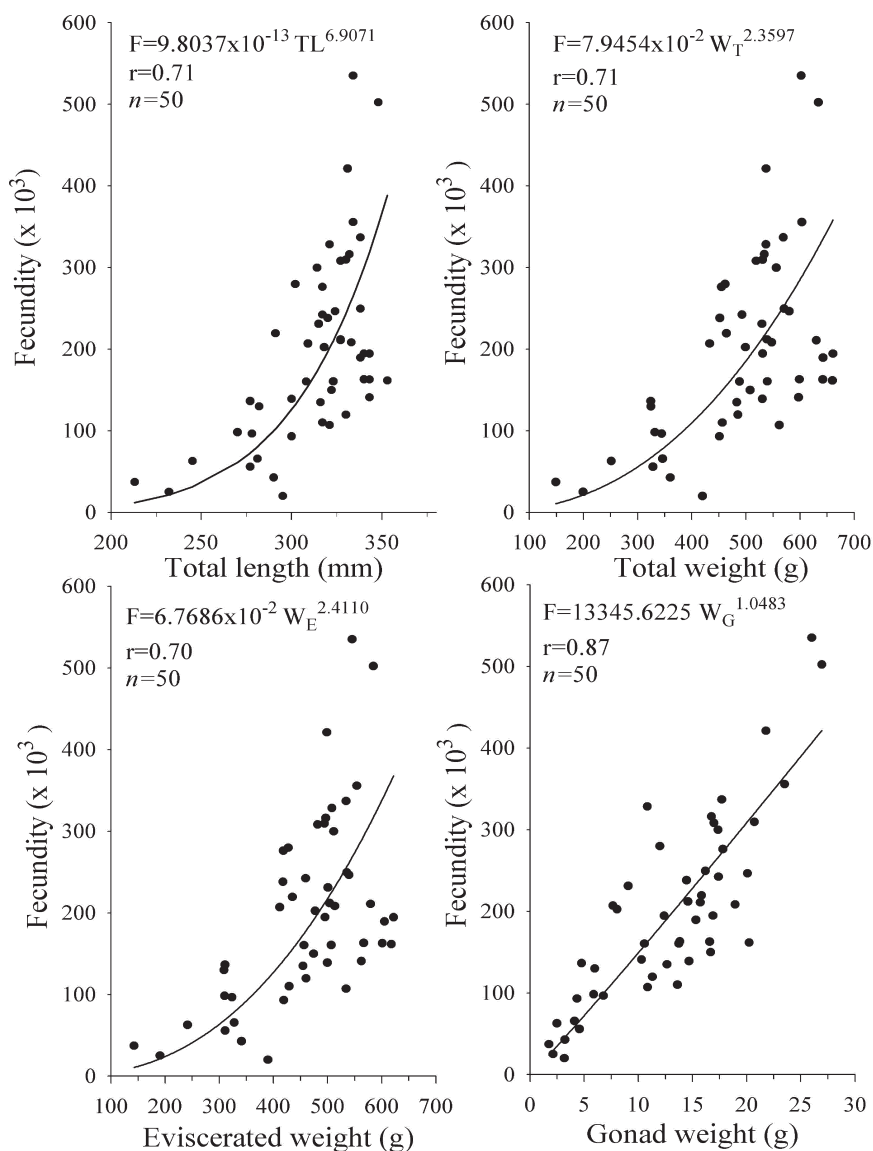 F=9.8037x10⁻¹³ TL⁶·⁹⁰⁷¹
r=0.71
n=50
600
500
400
300
200
100
0
Fecundity (x 10³)
200 250 300 350
Total length (mm)
F=7.9454x10⁻² W_T²·³⁵⁹⁷
r=0.71
n=50
600
500
400
300
200
100
0
Fecundity (x 10³)
100 200 300 400 500 600 700
Total weight (g)
F=6.7686x10⁻² W_E²·⁴¹¹⁰
r=0.70
n=50
600
500
400
300
200
100
0
Fecundity (x 10³ )
100 200 300 400 500 600 700
Eviscerated weight (g)
F=13345.6225 W_G¹·⁰⁴⁸³
r=0.87
n=50
600
500
400
300
200
100
0
Fecundity (x 10³ )
0 5 10 15 20 25 30
Gonad weight (g)